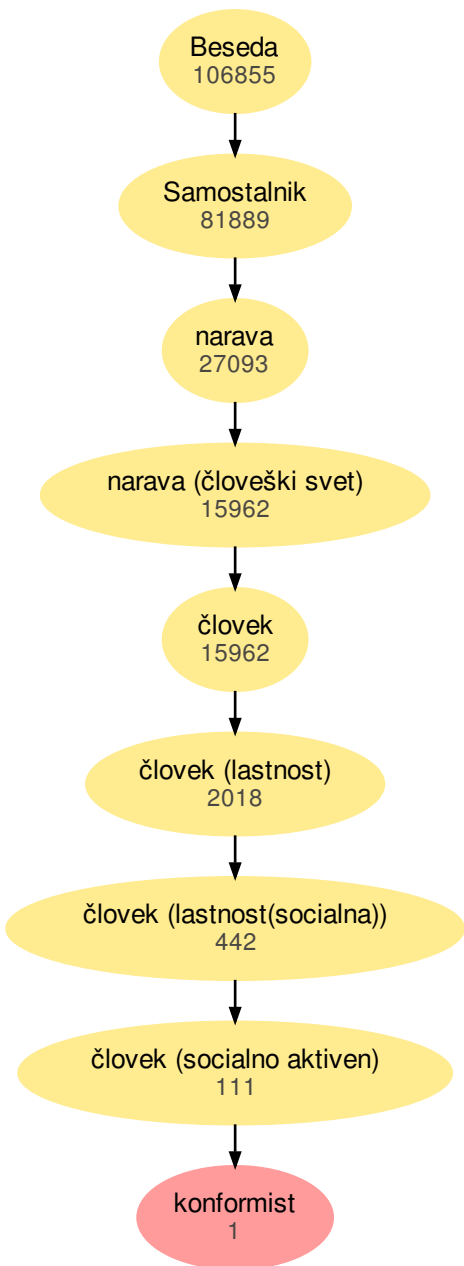 Beseda
106855
Samostalnik
81889
narava
27093
narava (človeški svet)
15962
človek
15962
človek (lastnost)
2018
človek (lastnost(socialna))
442
človek (socialno aktiven)
111
konformist
1